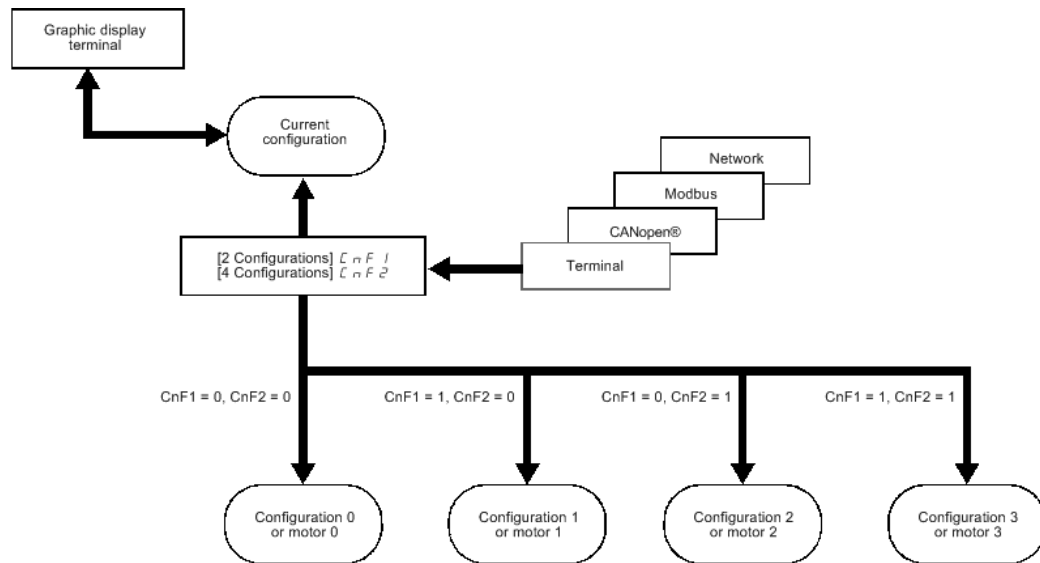 Graphic display
terminal
Current
configuration
Network
Modbus
CANopen®
Terminal
[2 Configurations] CnF1
[4 Configurations] CnF2
CnF1 = 0, CnF2 = 0
CnF1 = 1, CnF2 = 0
CnF1 = 0, CnF2 = 1
CnF1 = 1, CnF2 = 1
Configuration 0
or motor 0
Configuration 1
or motor 1
Configuration 2
or motor 2
Configuration 3
or motor 3